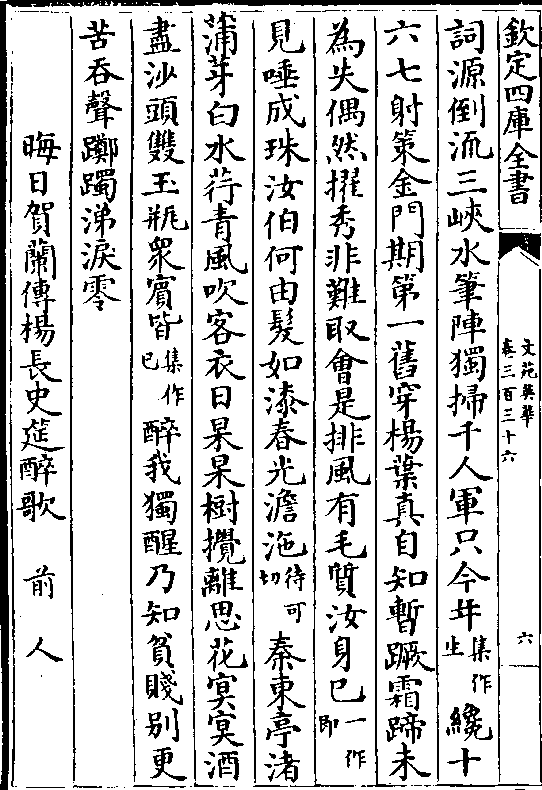 欽定四庫全書
文苑英華
卷三百三十六
六
詞源倒流三峽水筆陣獨掃千人軍只今年集作生纔十
六七射策金門期第一舊穿楊葉真自知暫蹶霜蹄未
為失偶然擢秀非難取會是排風有毛質汝身已一作即
見唾成珠汝伯何由髮如漆春光澹沲待可切秦東亭渚
蒲芽白水荇青風吹客衣日杲杲樹攪離思花冥冥酒
盡沙頭雙玉瓶衆賔皆集作已醉我獨醒乃知貧賤別更
苦吞聲躑躅涕淚零
晦日賀蘭傳楊長史筵醉歌 前人